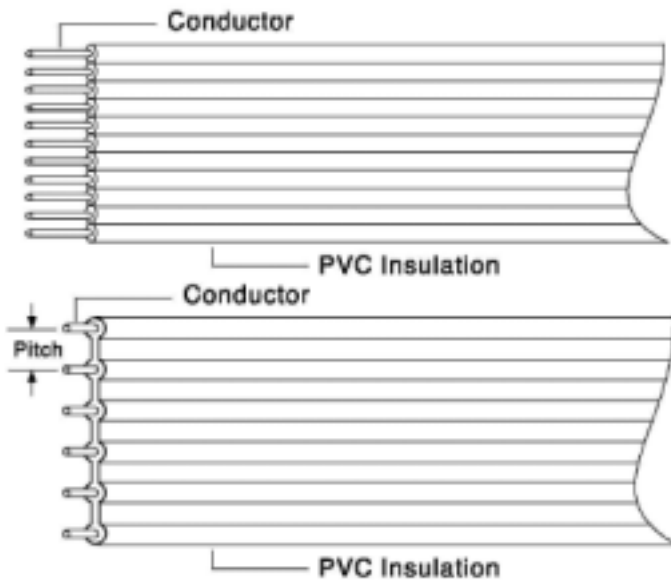 Conductor
PVC Insulation
Conductor
Pitch
PVC Insulation